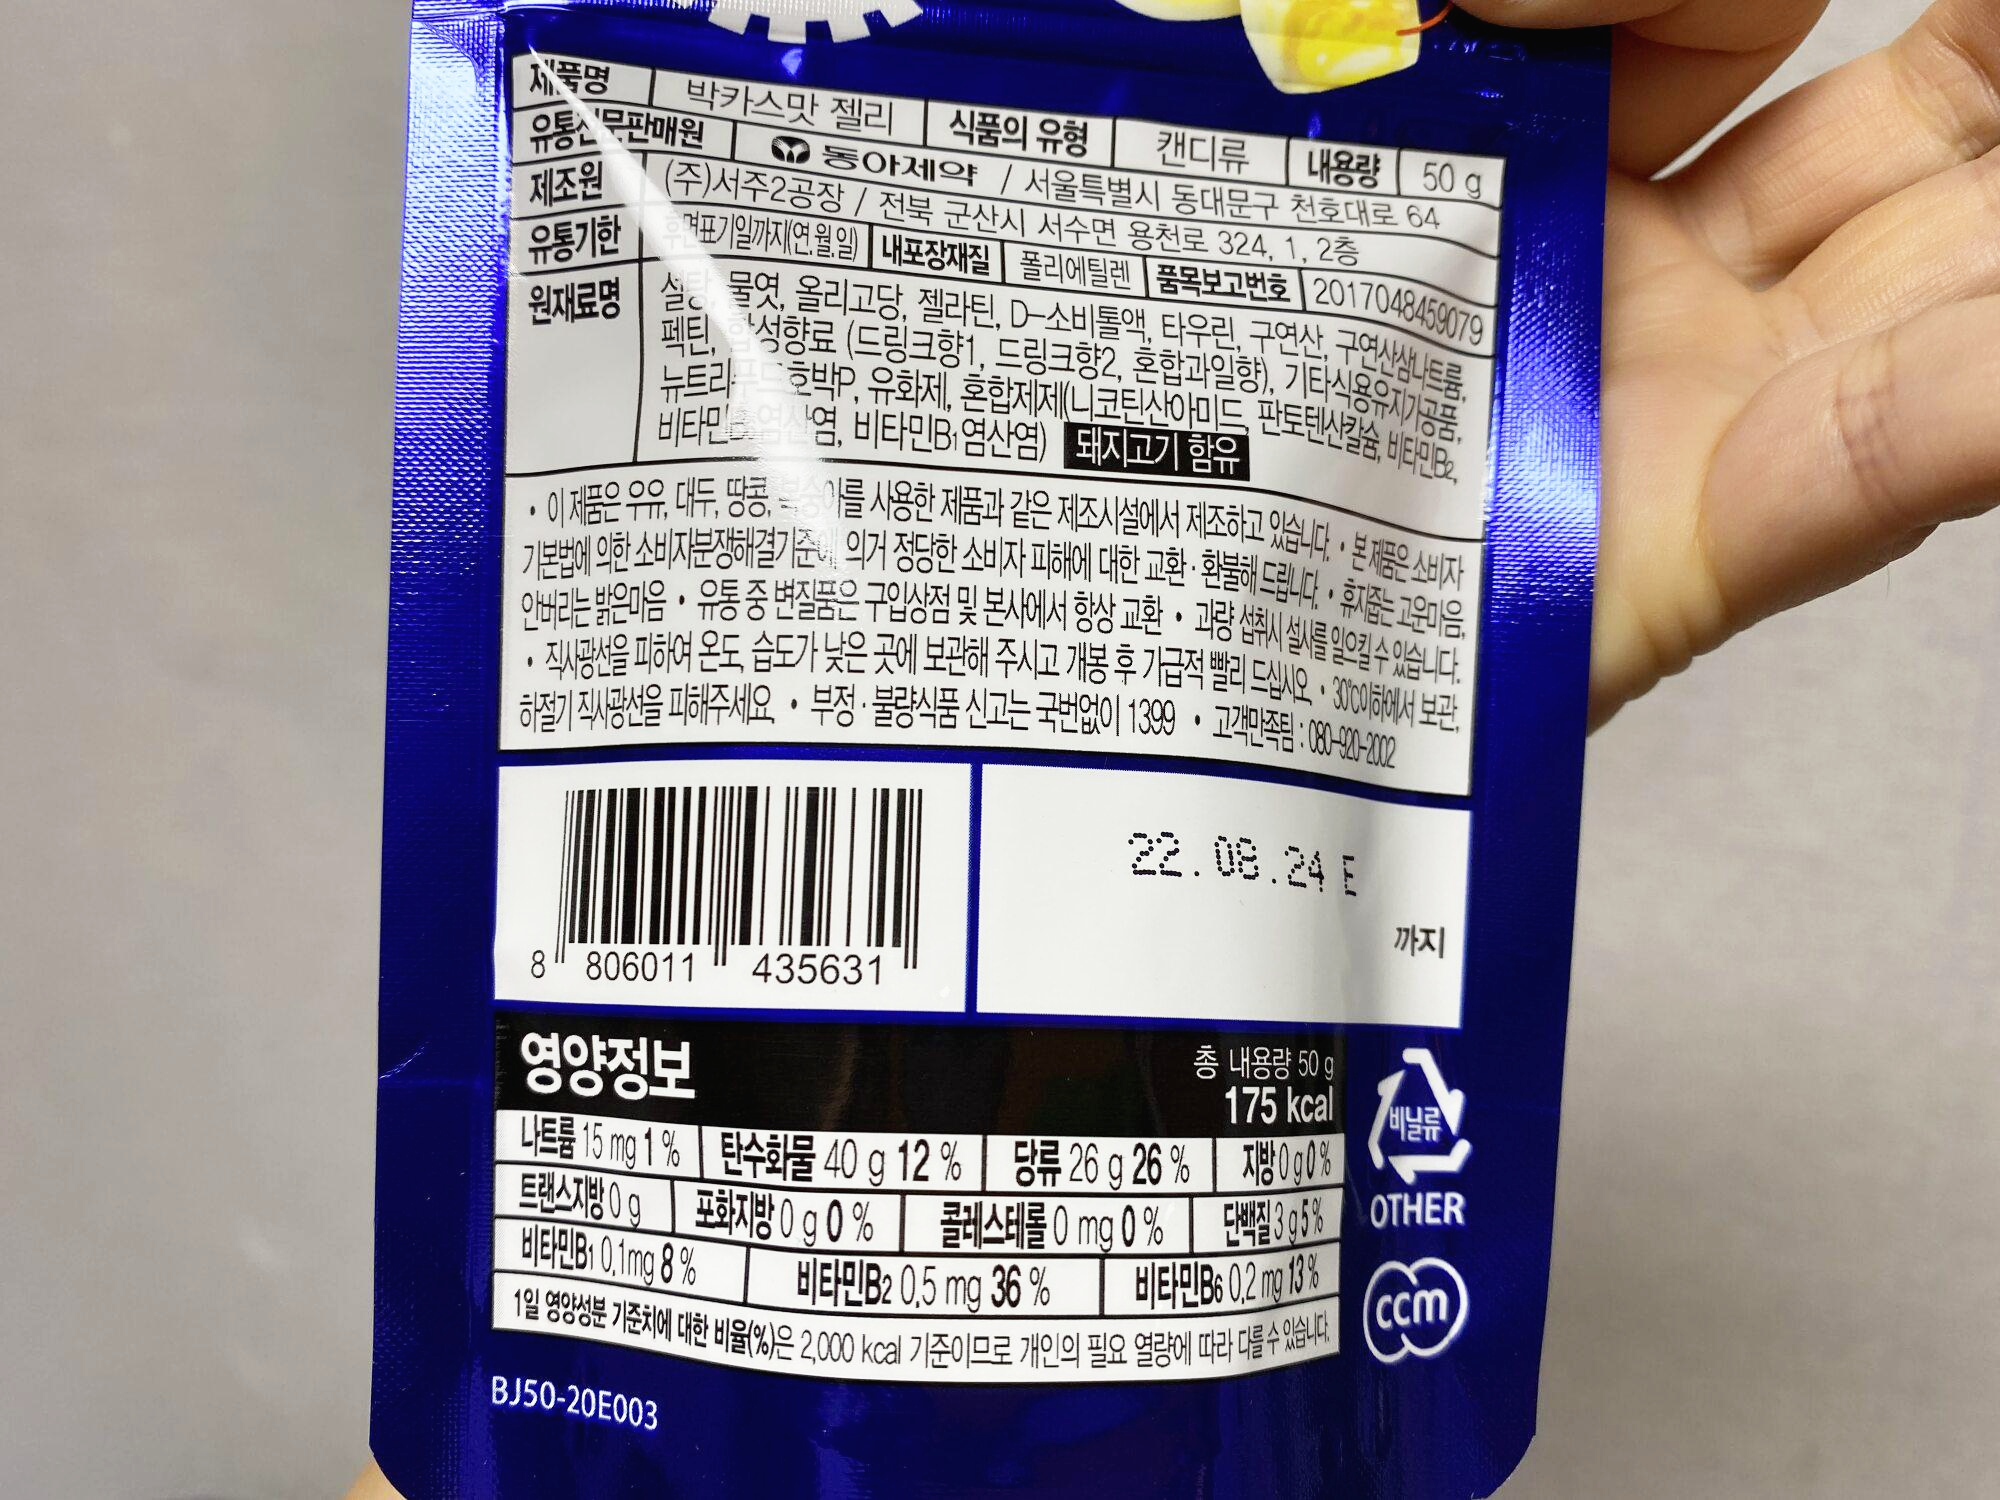 제품명 박카스맛 젤리 식품의 유형 캔디류 내용량 50 g
유통전문판매원 동아제약 / 서울특별시 동대문구 천호대로 64
제조원 (주)서주2공장 / 전북 군산시 서수면 용천로 324, 1, 2층
유통기한 후면표기일까지(연.월.일) 내포장재질 폴리에틸렌 품목보고번호 2017048459079
원재료명 설탕, 물엿, 올리고당, 젤라틴, D-소비톨액, 타우린, 구연산, 구연산삼나트륨,
펙틴, 합성향료 (드링크향1, 드링크향2, 혼합과일향), 기타식용유지가공품,
호박P, 유화제, 혼합제제(니코틴산아미드, 판토텐산칼슘, 비타민B2,
염산염, 비타민B1염산염) 돼지고기 함유
• 이 제품은 우유, 대두, 땅콩, 복숭아를 사용한 제품과 같은 제조시설에서 제조하고 있습니다. • 본 제품은 소비자
기본법에 의한 소비자분쟁해결기준에 의거 정당한 소비자 피해에 대한 교환·환불해 드립니다. • 휴지줍는 고운마음,
안버리는 밝은마음 • 유통 중 변질품은 구입상점 및 본사에서 항상 교환 • 과량 섭취시 설사를 일으킬 수 있습니다.
• 직사광선을 피하여 온도, 습도가 낮은 곳에 보관해 주시고 개봉 후 가급적 빨리 드십시오. • 30℃이하에서 보관,
하절기 직사광선을 피해주세요. • 부정·불량식품 신고는 국번없이 1399 • 고객만족팀 : 080-920-2002
8 806011 435631
22.08.24 E
까지
영양정보 총 내용량 50 g
175 kcal
나트륨 15 mg 1 % 탄수화물 40 g 12 % 당류 26 g 26 % 지방 0 g 0 %
트랜스지방 0 g 포화지방 0 g 0 % 콜레스테롤 0 mg 0 % 단백질 3 g 5 %
비타민B1 0.1mg 8 % 비타민B2 0.5 mg 36 % 비타민B6 0.2 mg 13 %
1일 영양성분 기준치에 대한 비율(%)은 2,000 kcal 기준이므로 개인의 필요 열량에 따라 다를 수 있습니다.
비닐류
OTHER
ccm
BJ50-20E003